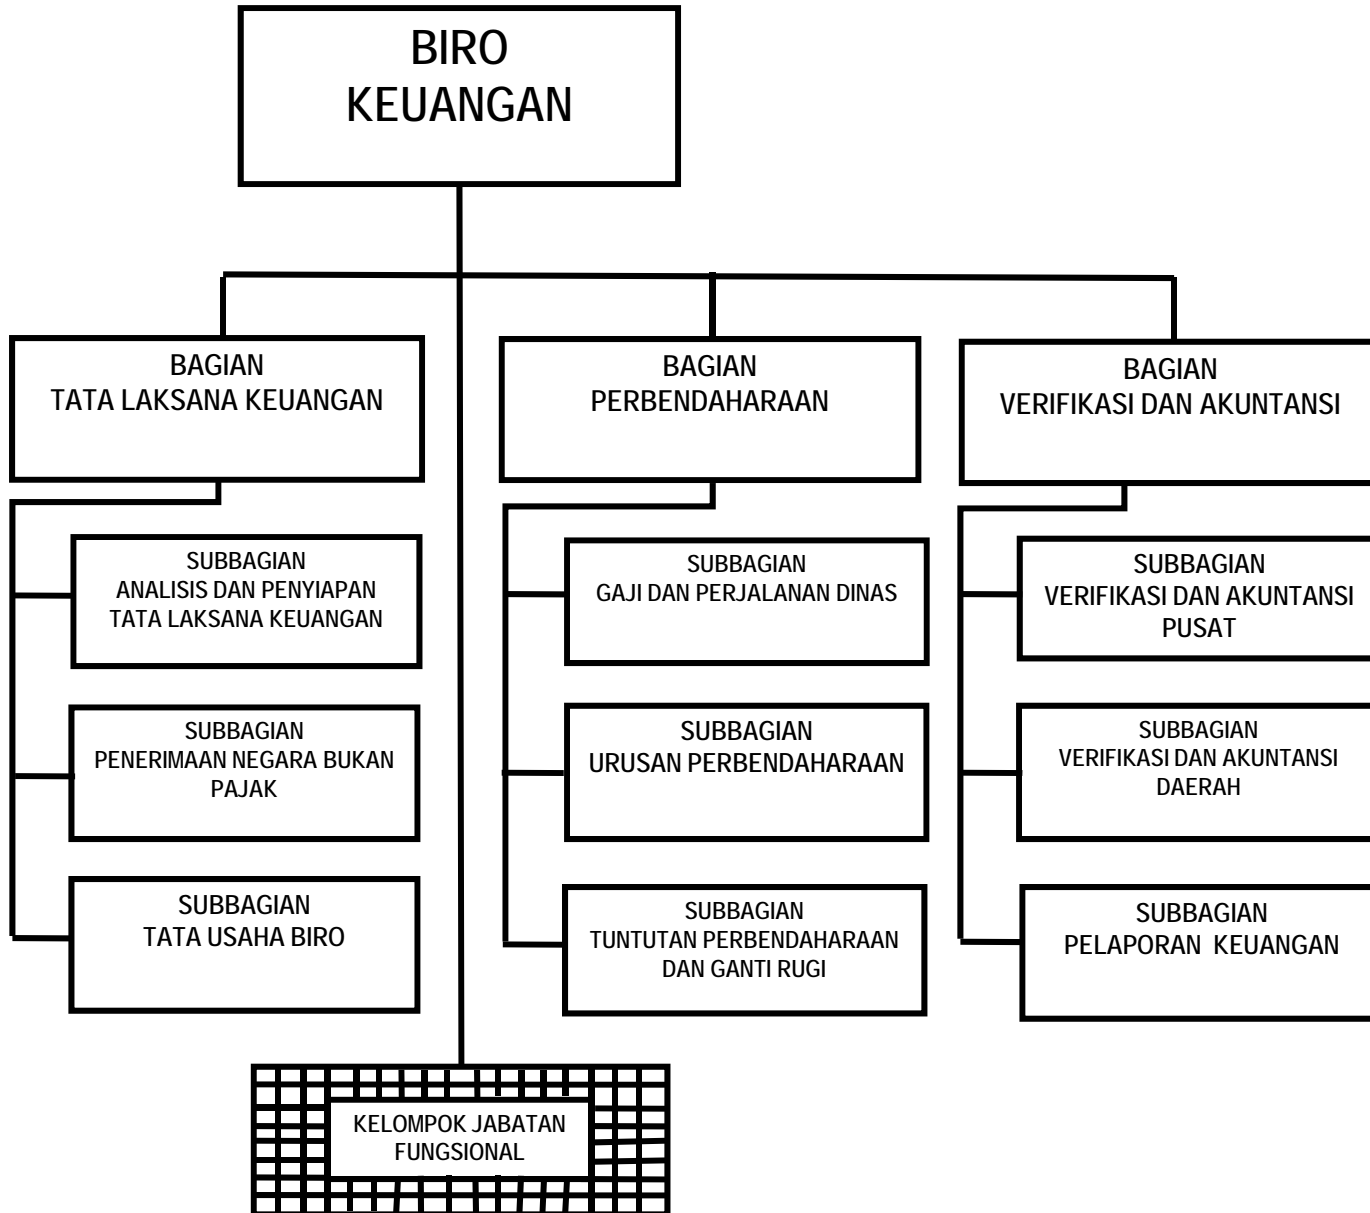 BIRO
KEUANGAN
BAGIAN
TATA LAKSANA KEUANGAN
BAGIAN
PERBENDAHARAAN
BAGIAN
VERIFIKASI DAN AKUNTANSI
SUBBAGIAN
ANALISIS DAN PENYIAPAN
TATA LAKSANA KEUANGAN
SUBBAGIAN
GAJI DAN PERJALANAN DINAS
SUBBAGIAN
VERIFIKASI DAN AKUNTANSI
PUSAT
SUBBAGIAN
PENERIMAAN NEGARA BUKAN
PAJAK
SUBBAGIAN
URUSAN PERBENDAHARAAN
SUBBAGIAN
VERIFIKASI DAN AKUNTANSI
DAERAH
SUBBAGIAN
TATA USAHA BIRO
SUBBAGIAN
TUNTUTAN PERBENDAHARAAN
DAN GANTI RUGI
SUBBAGIAN
PELAPORAN KEUANGAN
KELOMPOK JABATAN
FUNGSIONAL